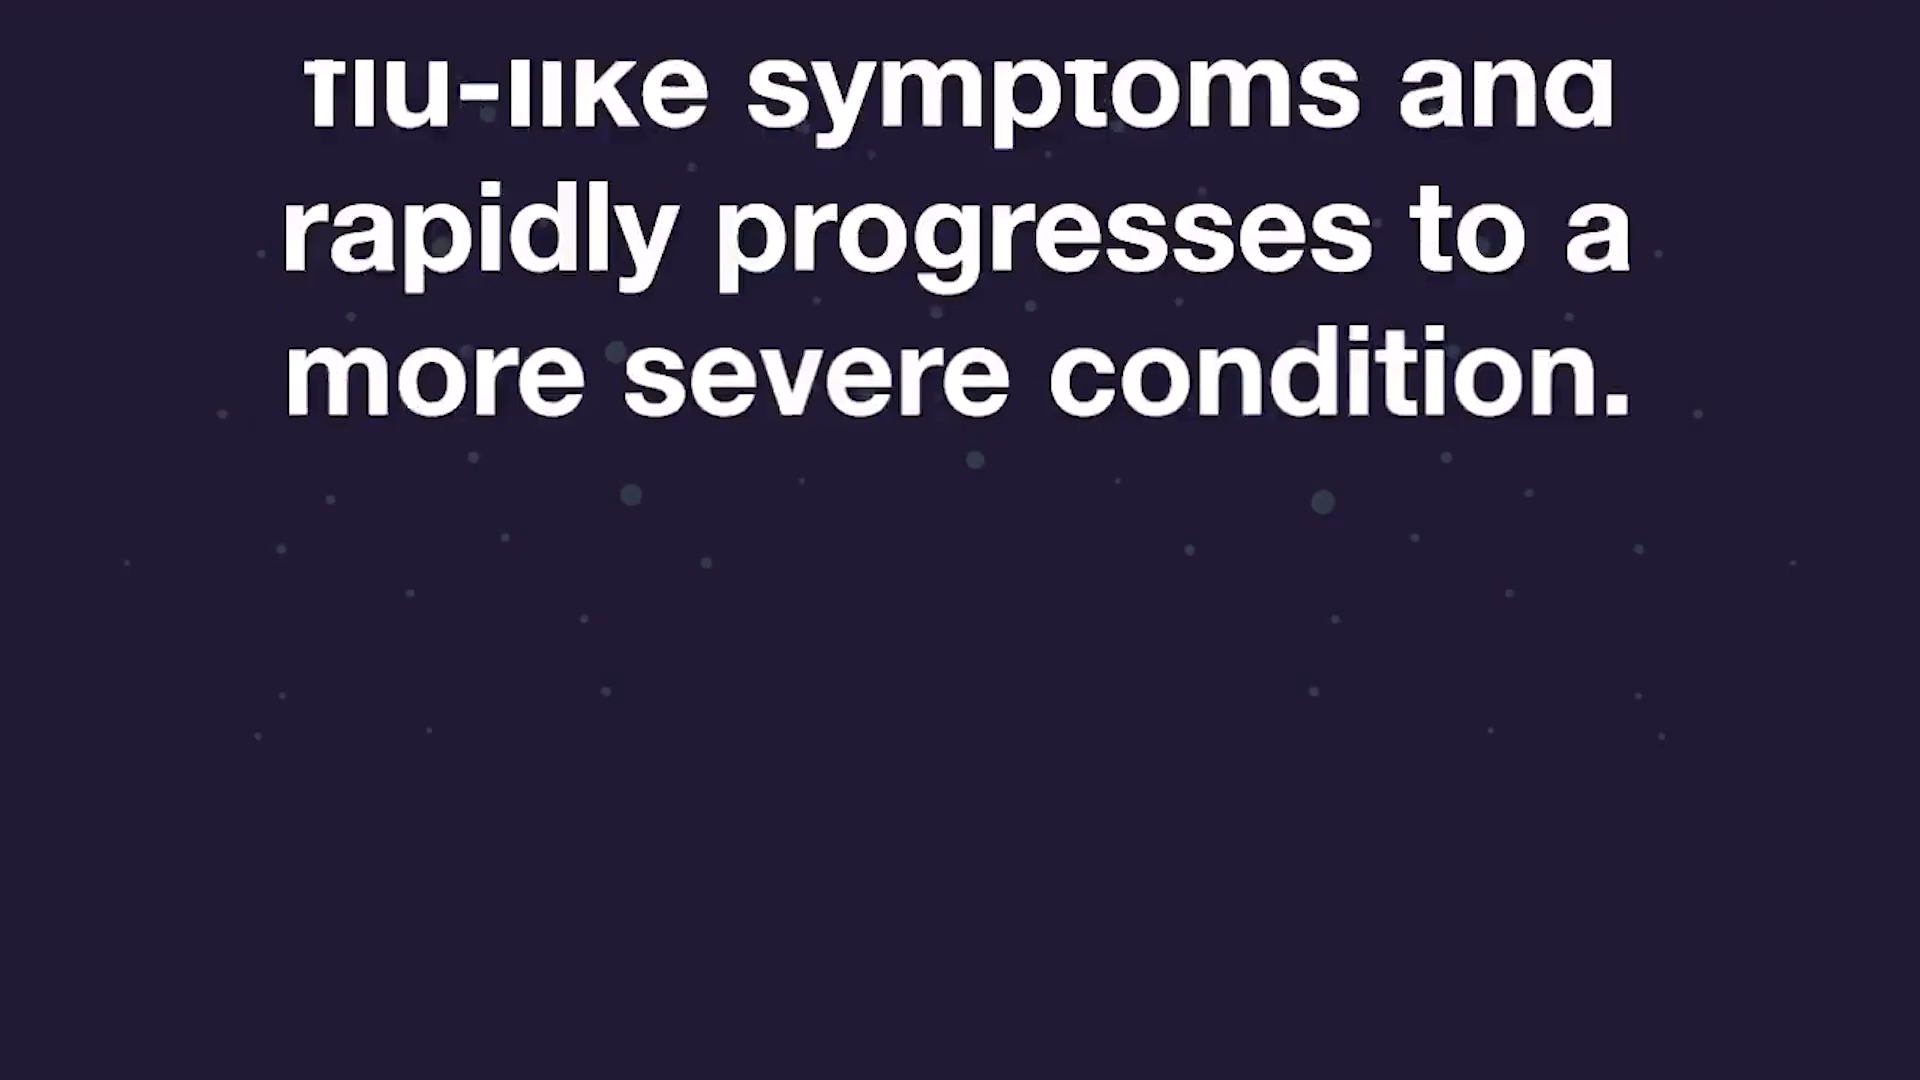 flu-like symptoms and
rapidly progresses to a
more severe condition.